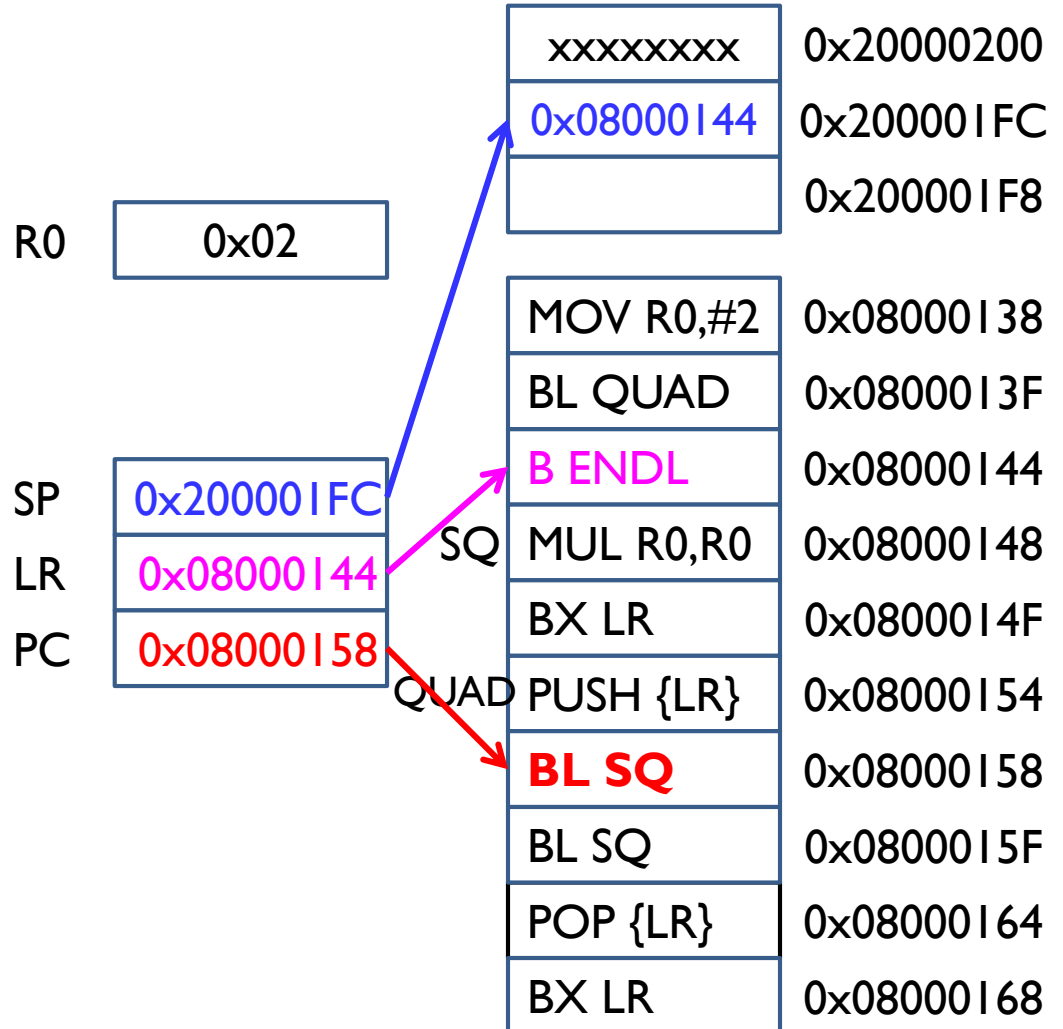 xxxxxxxx 0x20000200
0x08000144 0x200001FC
0x200001F8
R0 0x02
MOV R0,#2 0x08000138
BL QUAD 0x0800013F
B ENDL 0x08000144
SP 0x200001FC
SQ MUL R0,R0 0x08000148
LR 0x08000144
BX LR 0x0800014F
PC 0x08000158
QUAD PUSH {LR} 0x08000154
BL SQ 0x08000158
BL SQ 0x0800015F
POP {LR} 0x08000164
BX LR 0x08000168